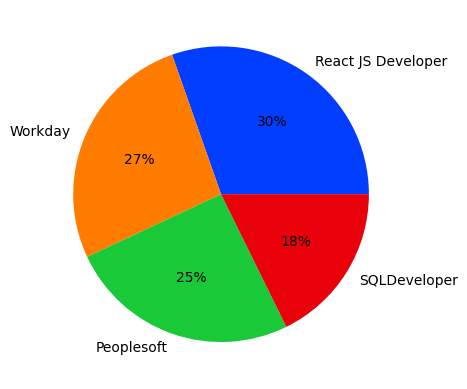 React JS Developer
30%
Workday
27%
18%
25%
SQLDeveloper
Peoplesoft